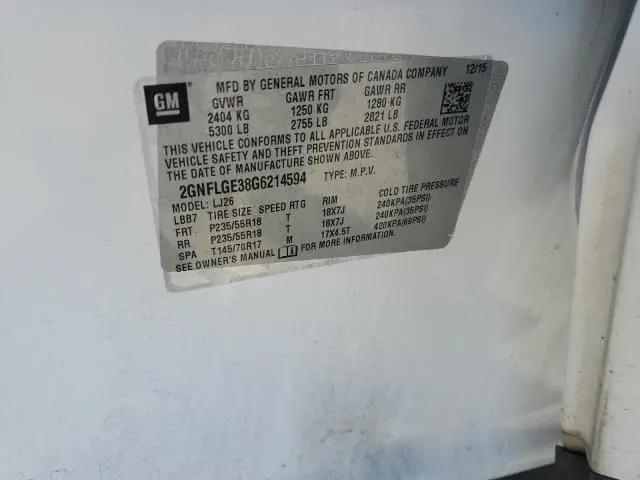 GM
MFD BY GENERAL MOTORS OF CANADA COMPANY 12/15
GVWR GAWR FRT GAWR RR
2404 KG 1250 KG 1280 KG
5300 LB 2755 LB 2821 LB
THIS VEHICLE CONFORMS TO ALL APPLICABLE U.S. FEDERAL MOTOR
VEHICLE SAFETY AND THEFT PREVENTION STANDARDS IN EFFECT ON
THE DATE OF MANUFACTURE SHOWN ABOVE.
2GNFLGE38G6214594 TYPE: M.P.V.
MODEL: LJ26
LBB7 TIRE SIZE SPEED RTG RIM COLD TIRE PRESSURE
FRT P235/55R18 T 18X7J 240KPA(35PSI)
RR P235/55R18 T 18X7J 240KPA(35PSI)
SPA T145/70R17 M 17X4.5T 420KPA(60PSI)
SEE OWNER'S MANUAL FOR MORE INFORMATION.